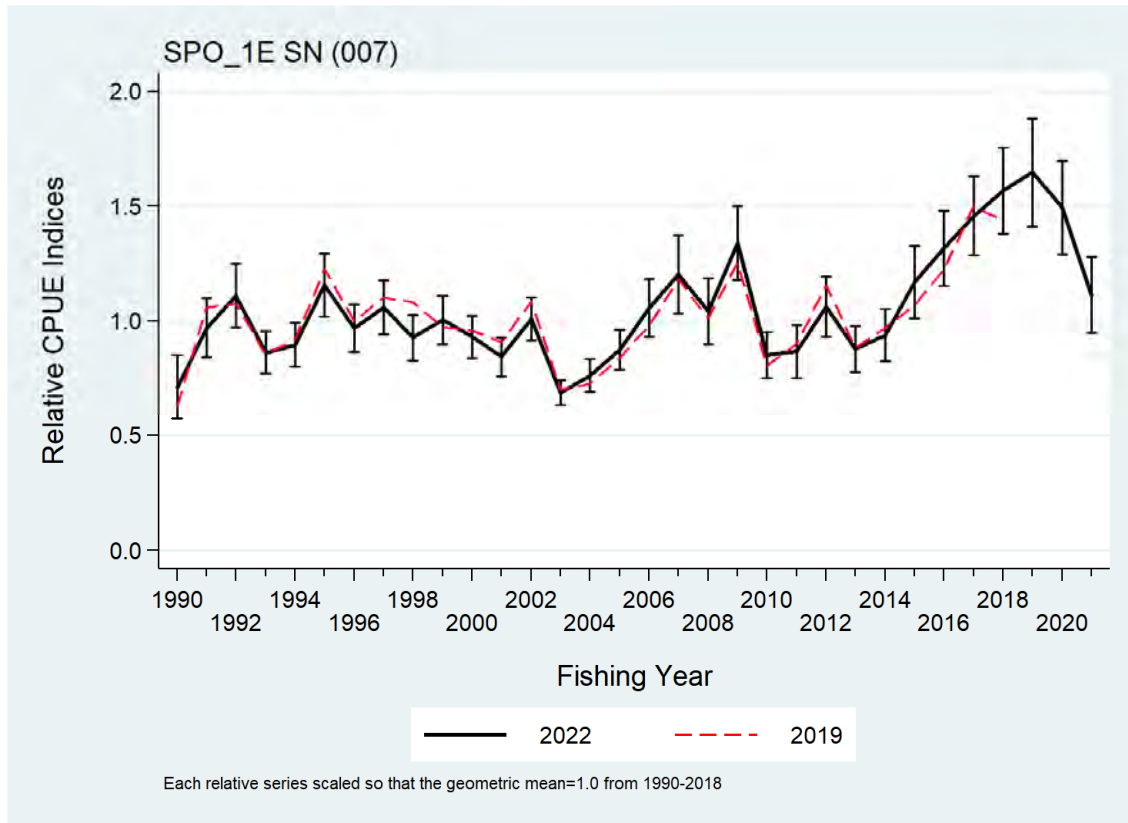 SPO_1E SN (007)
2.0
1.5
1.0
0.5
0.0
Relative CPUE Indices
1990 1994 1998 2002 2006 2010 2014 2018
1992 1996 2000 2004 2008 2012 2016 2020
Fishing Year
2022 2019
Each relative series scaled so that the geometric mean=1.0 from 1990-2018